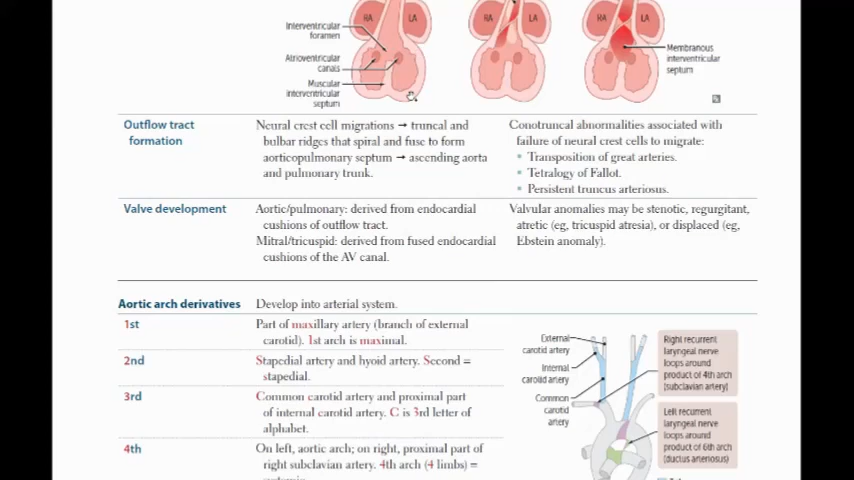 RA
LA
RA
LA
RA
LA
Interventricular
foramen
Atrioventricular
canals
Muscular
interventricular
septum
Membranous
interventricular
septum
Outflow tract
formation
Neural crest cell migrations → truncal and
bulbar ridges that spiral and fuse to form
aorticopulmonary septum → ascending aorta
and pulmonary trunk.
Conotruncal abnormalities associated with
failure of neural crest cells to migrate:
▪ Transposition of great arteries.
▪ Tetralogy of Fallot.
▪ Persistent truncus arteriosus.
Valve development
Aortic/pulmonary: derived from endocardial
cushions of outflow tract.
Mitral/tricuspid: derived from fused endocardial
cushions of the AV canal.
Valvular anomalies may be stenotic, regurgitant,
atretic (eg, tricuspid atresia), or displaced (eg,
Ebstein anomaly).
Aortic arch derivatives
Develop into arterial system.
1st
Part of maxillary artery (branch of external
carotid). 1st arch is maximal.
2nd
Stapedial artery and hyoid artery. Second =
stapedial.
3rd
Common carotid artery and proximal part
of internal carotid artery. C is 3rd letter of
alphabet.
4th
On left, aortic arch; on right, proximal part of
right subclavian artery. 4th arch (4 limbs) =
External
carotid artery
Internal
carotid artery
Common
carotid
artery
Right recurrent
laryngeal nerve
loops around
product of 4th arch
(subclavian artery)
Left recurrent
laryngeal nerve
loops around
product of 6th arch
(ductus arteriosus)